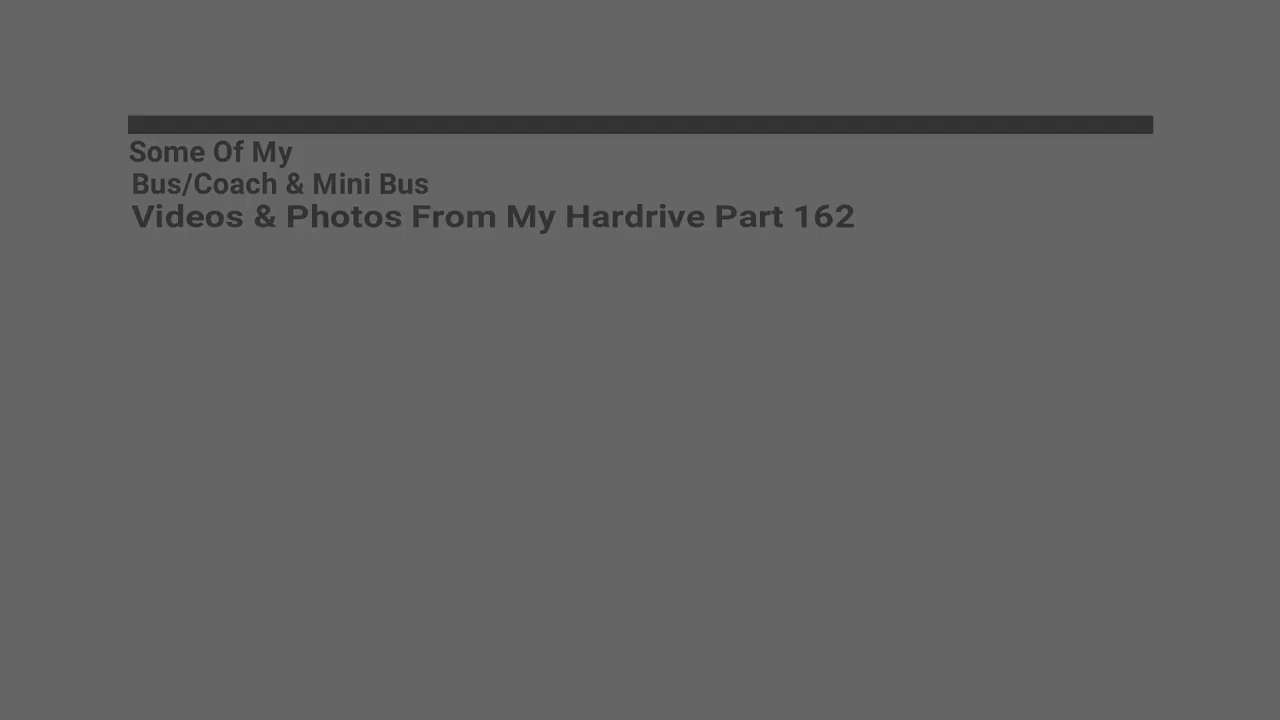 Some Of My
Bus/Coach & Mini Bus
Videos & Photos From My Hardrive Part 162